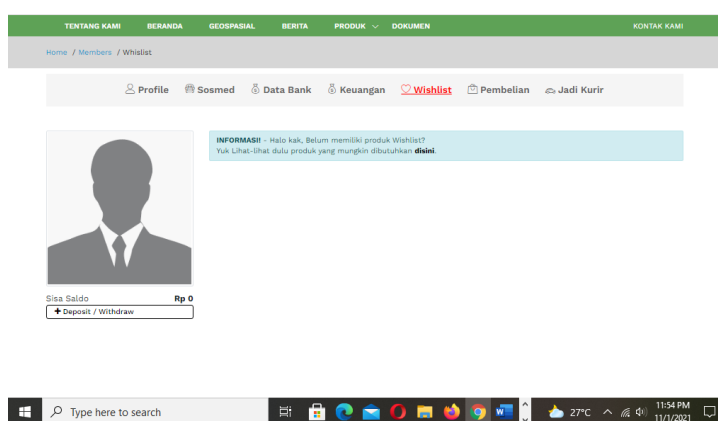 TENTANG KAMI BERANDA GEOSPASIAL BERITA PRODUK DOKUMEN KONTAK KAMI
Home / Members / Whislist
Profile Sosmed Data Bank Keuangan Wishlist Pembelian Jadi Kurir
INFORMASI! - Halo kak, Belum memiliki produk Wishlist?
Yuk Lihat-lihat dulu produk yang mungkin dibutuhkan disini.
Sisa Saldo Rp 0
+ Deposit / Withdraw
Type here to search 27°C 11:54 PM
11/1/2021